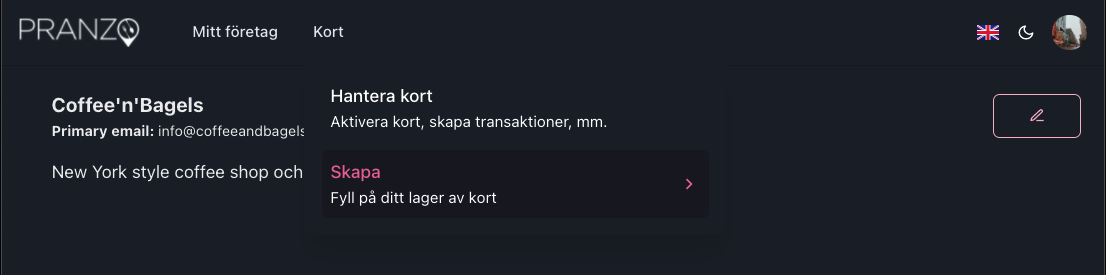 PRANZO
Mitt företag
Kort
Hantera kort
Aktivera kort, skapa transaktioner, mm.
Skapa
Fyll på ditt lager av kort
Coffee'n'Bagels
Primary email: info@coffeeandbagels
New York style coffee shop och